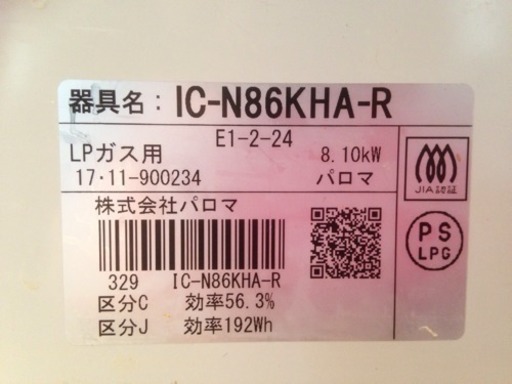 器具名：IC-N86KHA-R
E1-2-24
LPガス用 8.10kW
17・11-900234 パロマ
JIA認証
株式会社パロマ
PS
LPG
329 IC-N86KHA-R
区分C 効率56.3%
区分J 効率192Wh